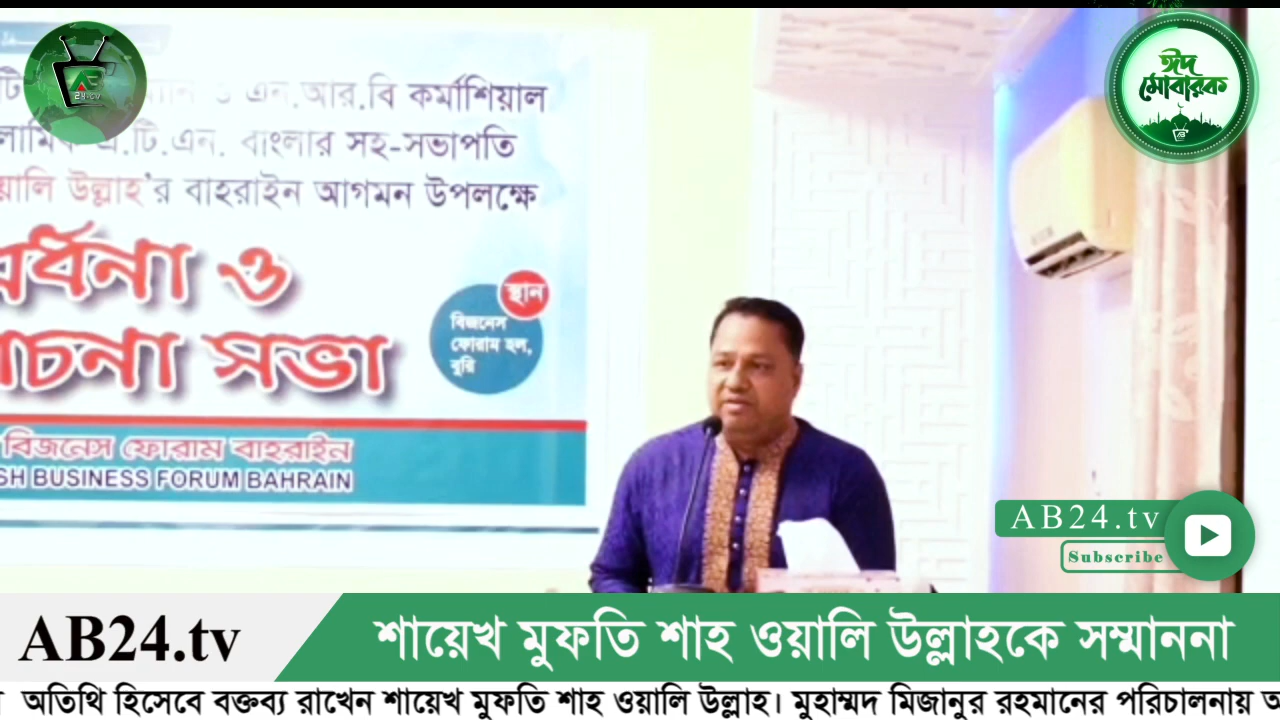 ও এন.আর.বি কর্মাশিয়াল
এ.টি.এন. বাংলার সহ-সভাপতি
উল্লাহ'র বাহরাইন আগমন উপলক্ষে
ও
সভা
স্থান
বিজনেস
ফোরাম হল,
বুরি
বিজনেস ফোরাম বাহরাইন
SH BUSINESS FORUM BAHRAIN
24.tv
ঈদ
মোবারক
AB24.tv
Subscribe
AB24.tv
শায়েখ মুফতি শাহ ওয়ালি উল্লাহকে সম্মাননা
অতিথি হিসেবে বক্তব্য রাখেন শায়েখ মুফতি শাহ ওয়ালি উল্লাহ। মুহাম্মদ মিজানুর রহমানের পরিচালনায়